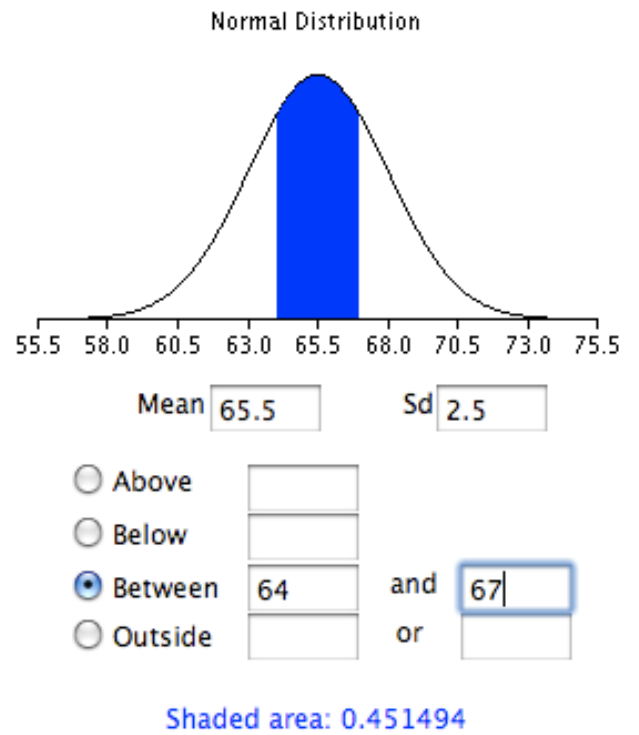 Normal Distribution
55.5 58.0 60.5 63.0 65.5 68.0 70.5 73.0 75.5
Mean 65.5 Sd 2.5
Above
Below
Between 64 and 67
Outside or
Shaded area: 0.451494